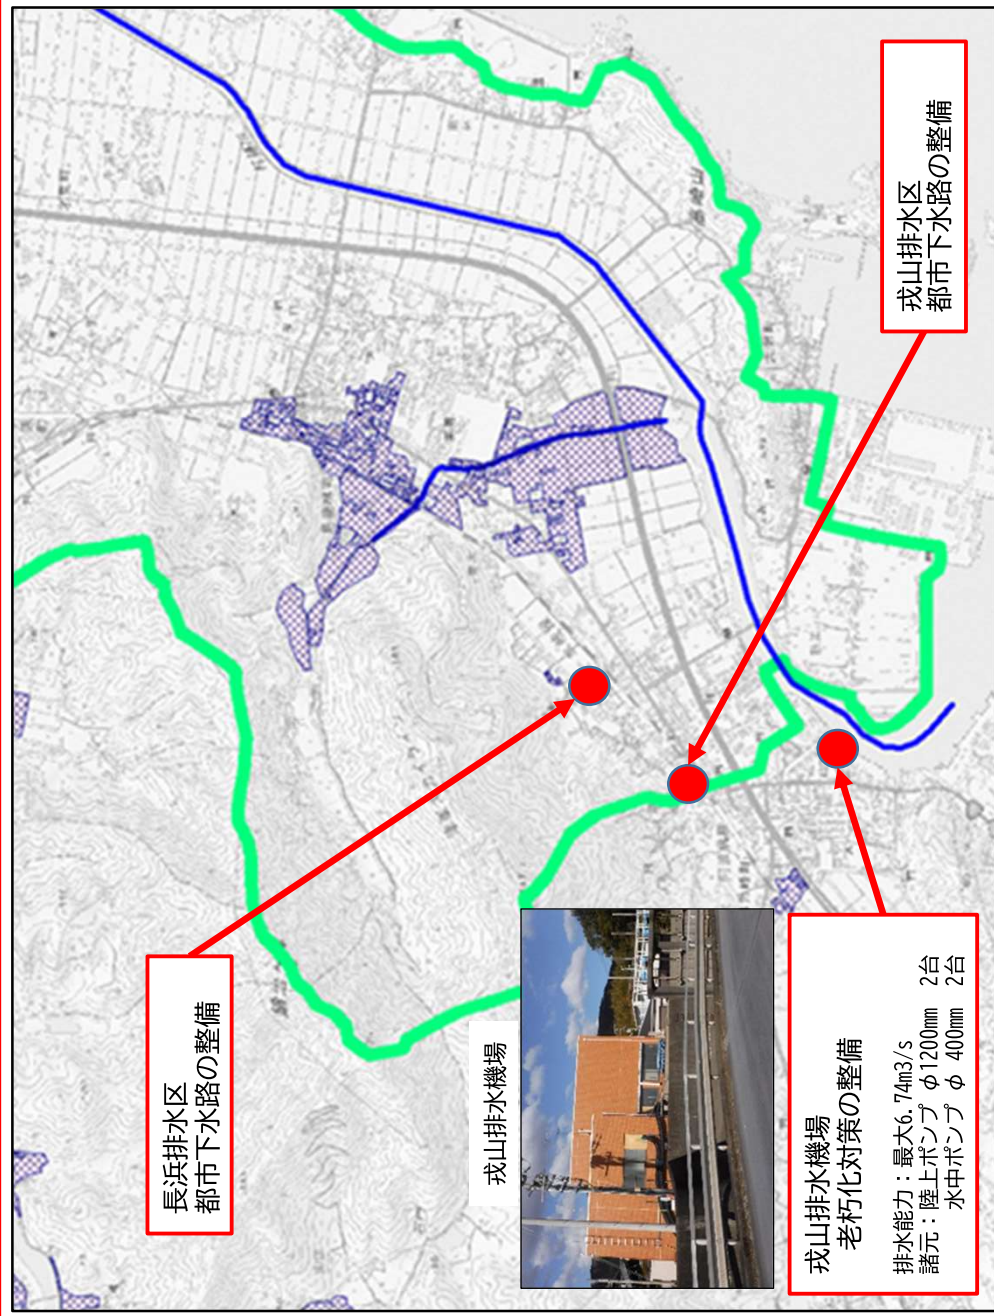 長浜排水区
都市下水路の整備
戎山排水機場
戎山排水機場
老朽化対策の整備
排水能力：最大6.74m3/s
諸元：陸上ポンプ φ1200mm 2台
水中ポンプ φ 400mm 2台
戎山排水区
都市下水路の整備